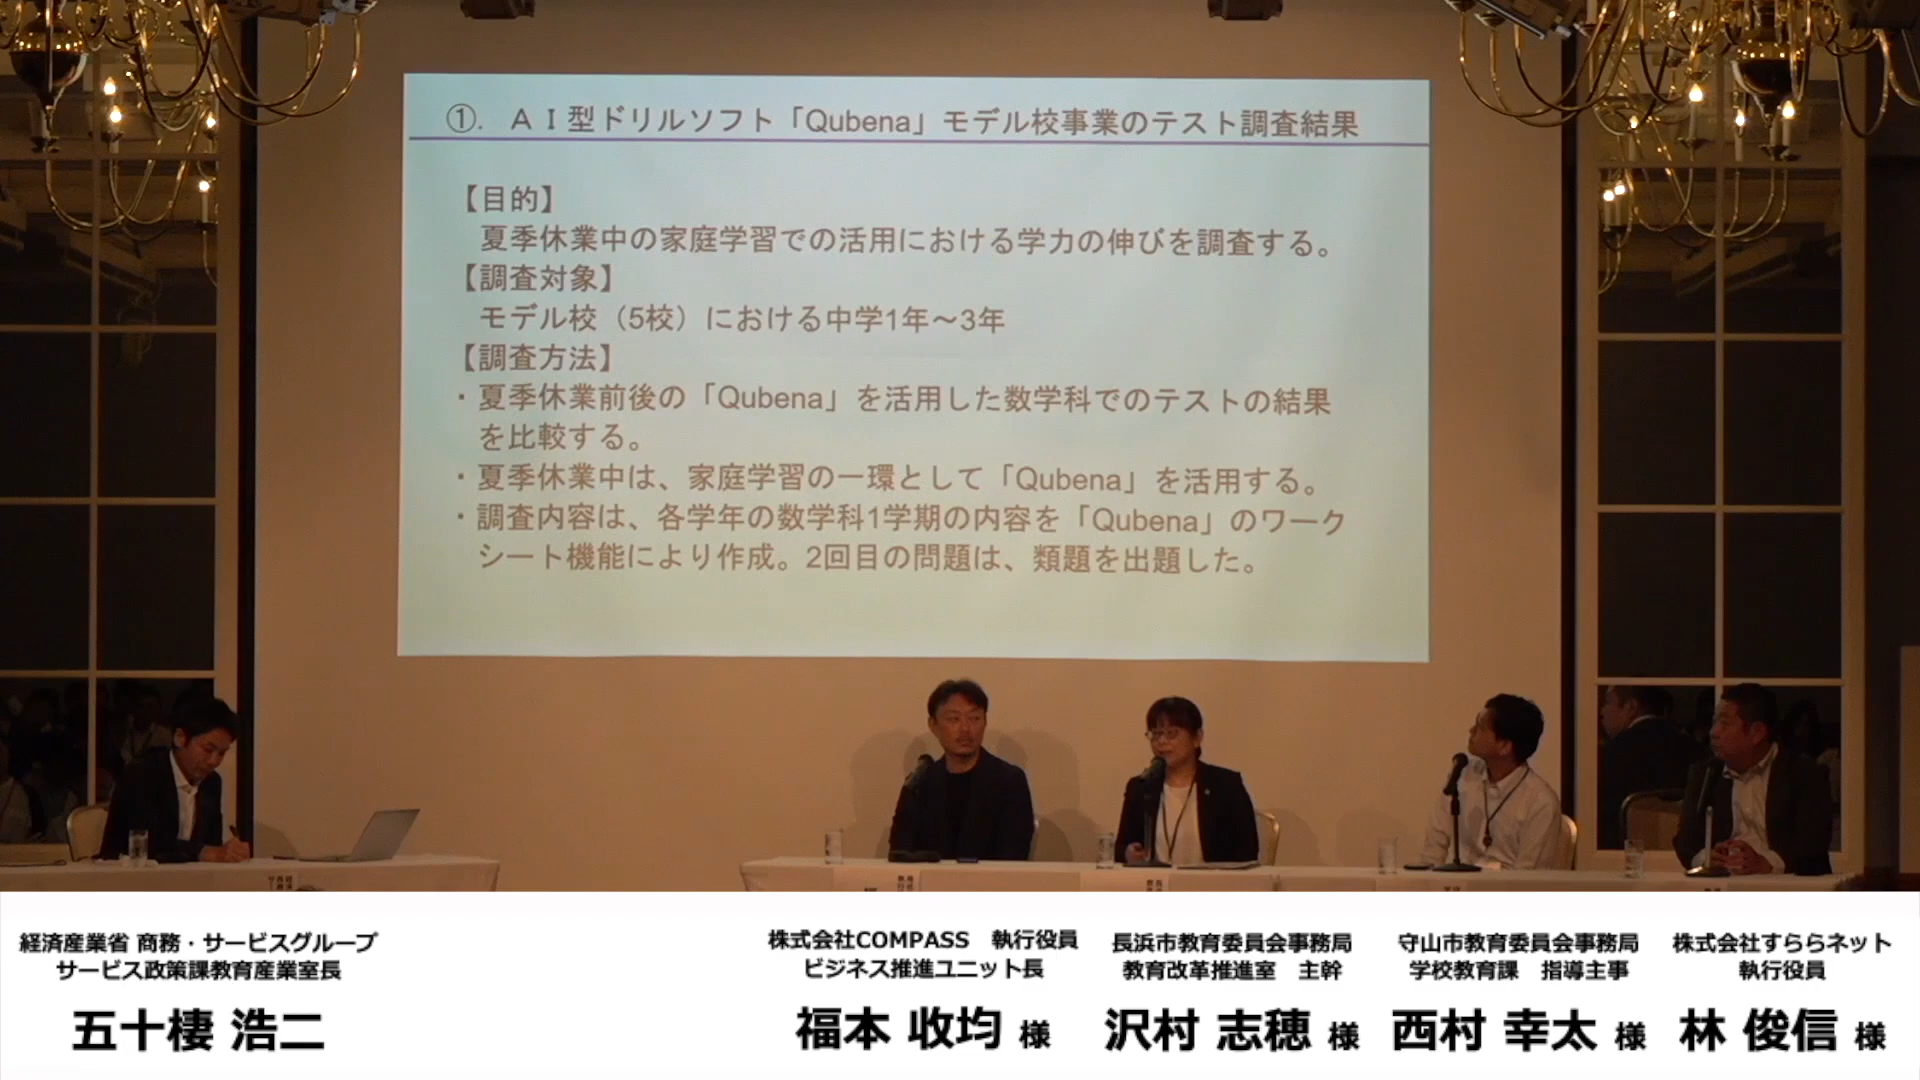 ①. ＡＩ型ドリルソフト「Qubena」モデル校事業のテスト調査結果
【目的】
夏季休業中の家庭学習での活用における学力の伸びを調査する。
【調査対象】
モデル校（5校）における中学1年～3年
【調査方法】
・夏季休業前後の「Qubena」を活用した数学科でのテストの結果
を比較する。
・夏季休業中は、家庭学習の一環として「Qubena」を活用する。
・調査内容は、各学年の数学科1学期の内容を「Qubena」のワーク
シート機能により作成。2回目の問題は、類題を出題した。
経済産業省 商務・サービスグループ
サービス政策課教育産業室長
五十棲 浩二
株式会社COMPASS　執行役員
ビジネス推進ユニット長
福本 收均 様
長浜市教育委員会事務局
教育改革推進室　主幹
沢村 志穂 様
守山市教育委員会事務局
学校教育課　指導主事
西村 幸太 様
株式会社すららネット
執行役員
林 俊信 様